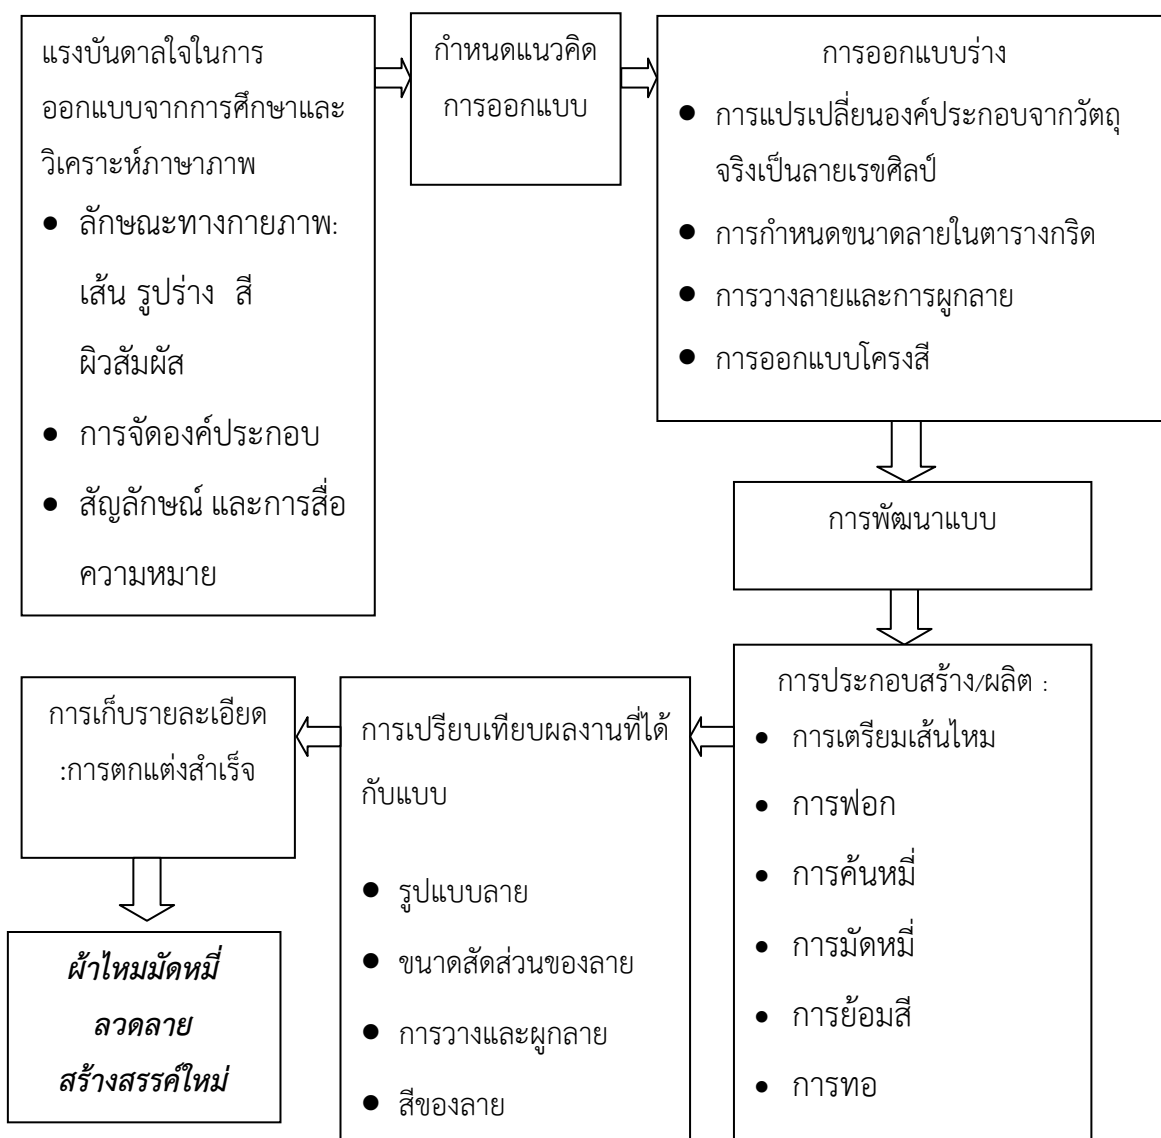 แรงบันดาลใจในการ
ออกแบบจากการศึกษาและ
วิเคราะห์ภาษาภาพ
● ลักษณะทางกายภาพ:
เส้น รูปร่าง สี
ผิวสัมผัส
● การจัดองค์ประกอบ
● สัญลักษณ์ และการสื่อ
ความหมาย
กำหนดแนวคิด
การออกแบบ
การออกแบบร่าง
● การแปรเปลี่ยนองค์ประกอบจากวัตถุ
จริงเป็นลายเรขศิลป์
● การกำหนดขนาดลายในตารางกริด
● การวางลายและการผูกลาย
● การออกแบบโครงสี
การพัฒนาแบบ
การประกอบสร้าง/ผลิต :
● การเตรียมเส้นไหม
● การฟอก
● การค้นหมี่
● การมัดหมี่
● การย้อมสี
● การทอ
การเปรียบเทียบผลงานที่ได้
กับแบบ
● รูปแบบลาย
● ขนาดสัดส่วนของลาย
● การวางและผูกลาย
● สีของลาย
การเก็บรายละเอียด
:การตกแต่งสำเร็จ
ผ้าไหมมัดหมี่
ลวดลาย
สร้างสรรค์ใหม่